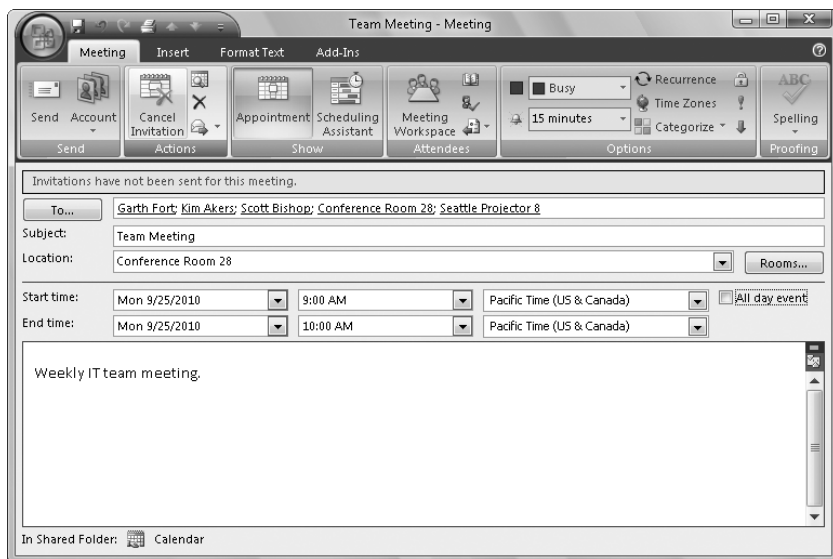 Team Meeting - Meeting
Meeting Insert Format Text Add-Ins
Send Account Cancel Invitation Appointment Scheduling Assistant Meeting Workspace Busy 15 minutes Recurrence Time Zones Categorize ABC Spelling
Send Actions Show Attendees Options Proofing
Invitations have not been sent for this meeting.
To... Garth Fort; Kim Akers; Scott Bishop; Conference Room 28; Seattle Projector 8
Subject: Team Meeting
Location: Conference Room 28 Rooms...
Start time: Mon 9/25/2010 9:00 AM Pacific Time (US & Canada) All day event
End time: Mon 9/25/2010 10:00 AM Pacific Time (US & Canada)
Weekly IT team meeting.
In Shared Folder: Calendar